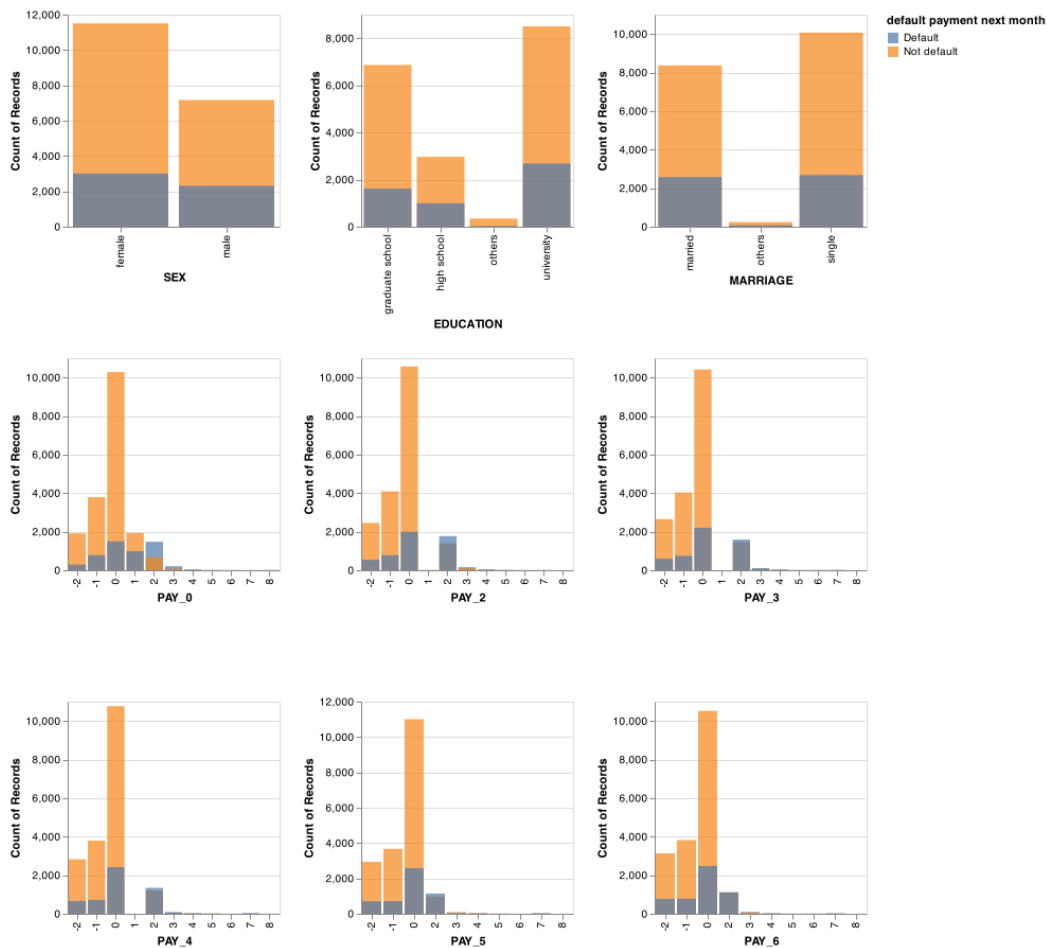 default payment next month
Default
Not default
12,000
10,000
8,000
6,000
4,000
2,000
0
Count of Records
female
male
SEX
8,000
6,000
4,000
2,000
0
Count of Records
graduate school
high school
others
university
EDUCATION
10,000
8,000
6,000
4,000
2,000
0
Count of Records
married
others
single
MARRIAGE
10,000
8,000
6,000
4,000
2,000
0
Count of Records
-2 -1 0 1 2 3 4 5 6 7 8
PAY_0
10,000
8,000
6,000
4,000
2,000
0
Count of Records
-2 -1 0 1 2 3 4 5 6 7 8
PAY_2
10,000
8,000
6,000
4,000
2,000
0
Count of Records
-2 -1 0 1 2 3 4 5 6 7 8
PAY_3
10,000
8,000
6,000
4,000
2,000
0
Count of Records
-2 -1 0 1 2 3 4 5 6 7 8
PAY_4
12,000
10,000
8,000
6,000
4,000
2,000
0
Count of Records
-2 -1 0 1 2 3 4 5 6 7 8
PAY_5
10,000
8,000
6,000
4,000
2,000
0
Count of Records
-2 -1 0 1 2 3 4 5 6 7 8
PAY_6